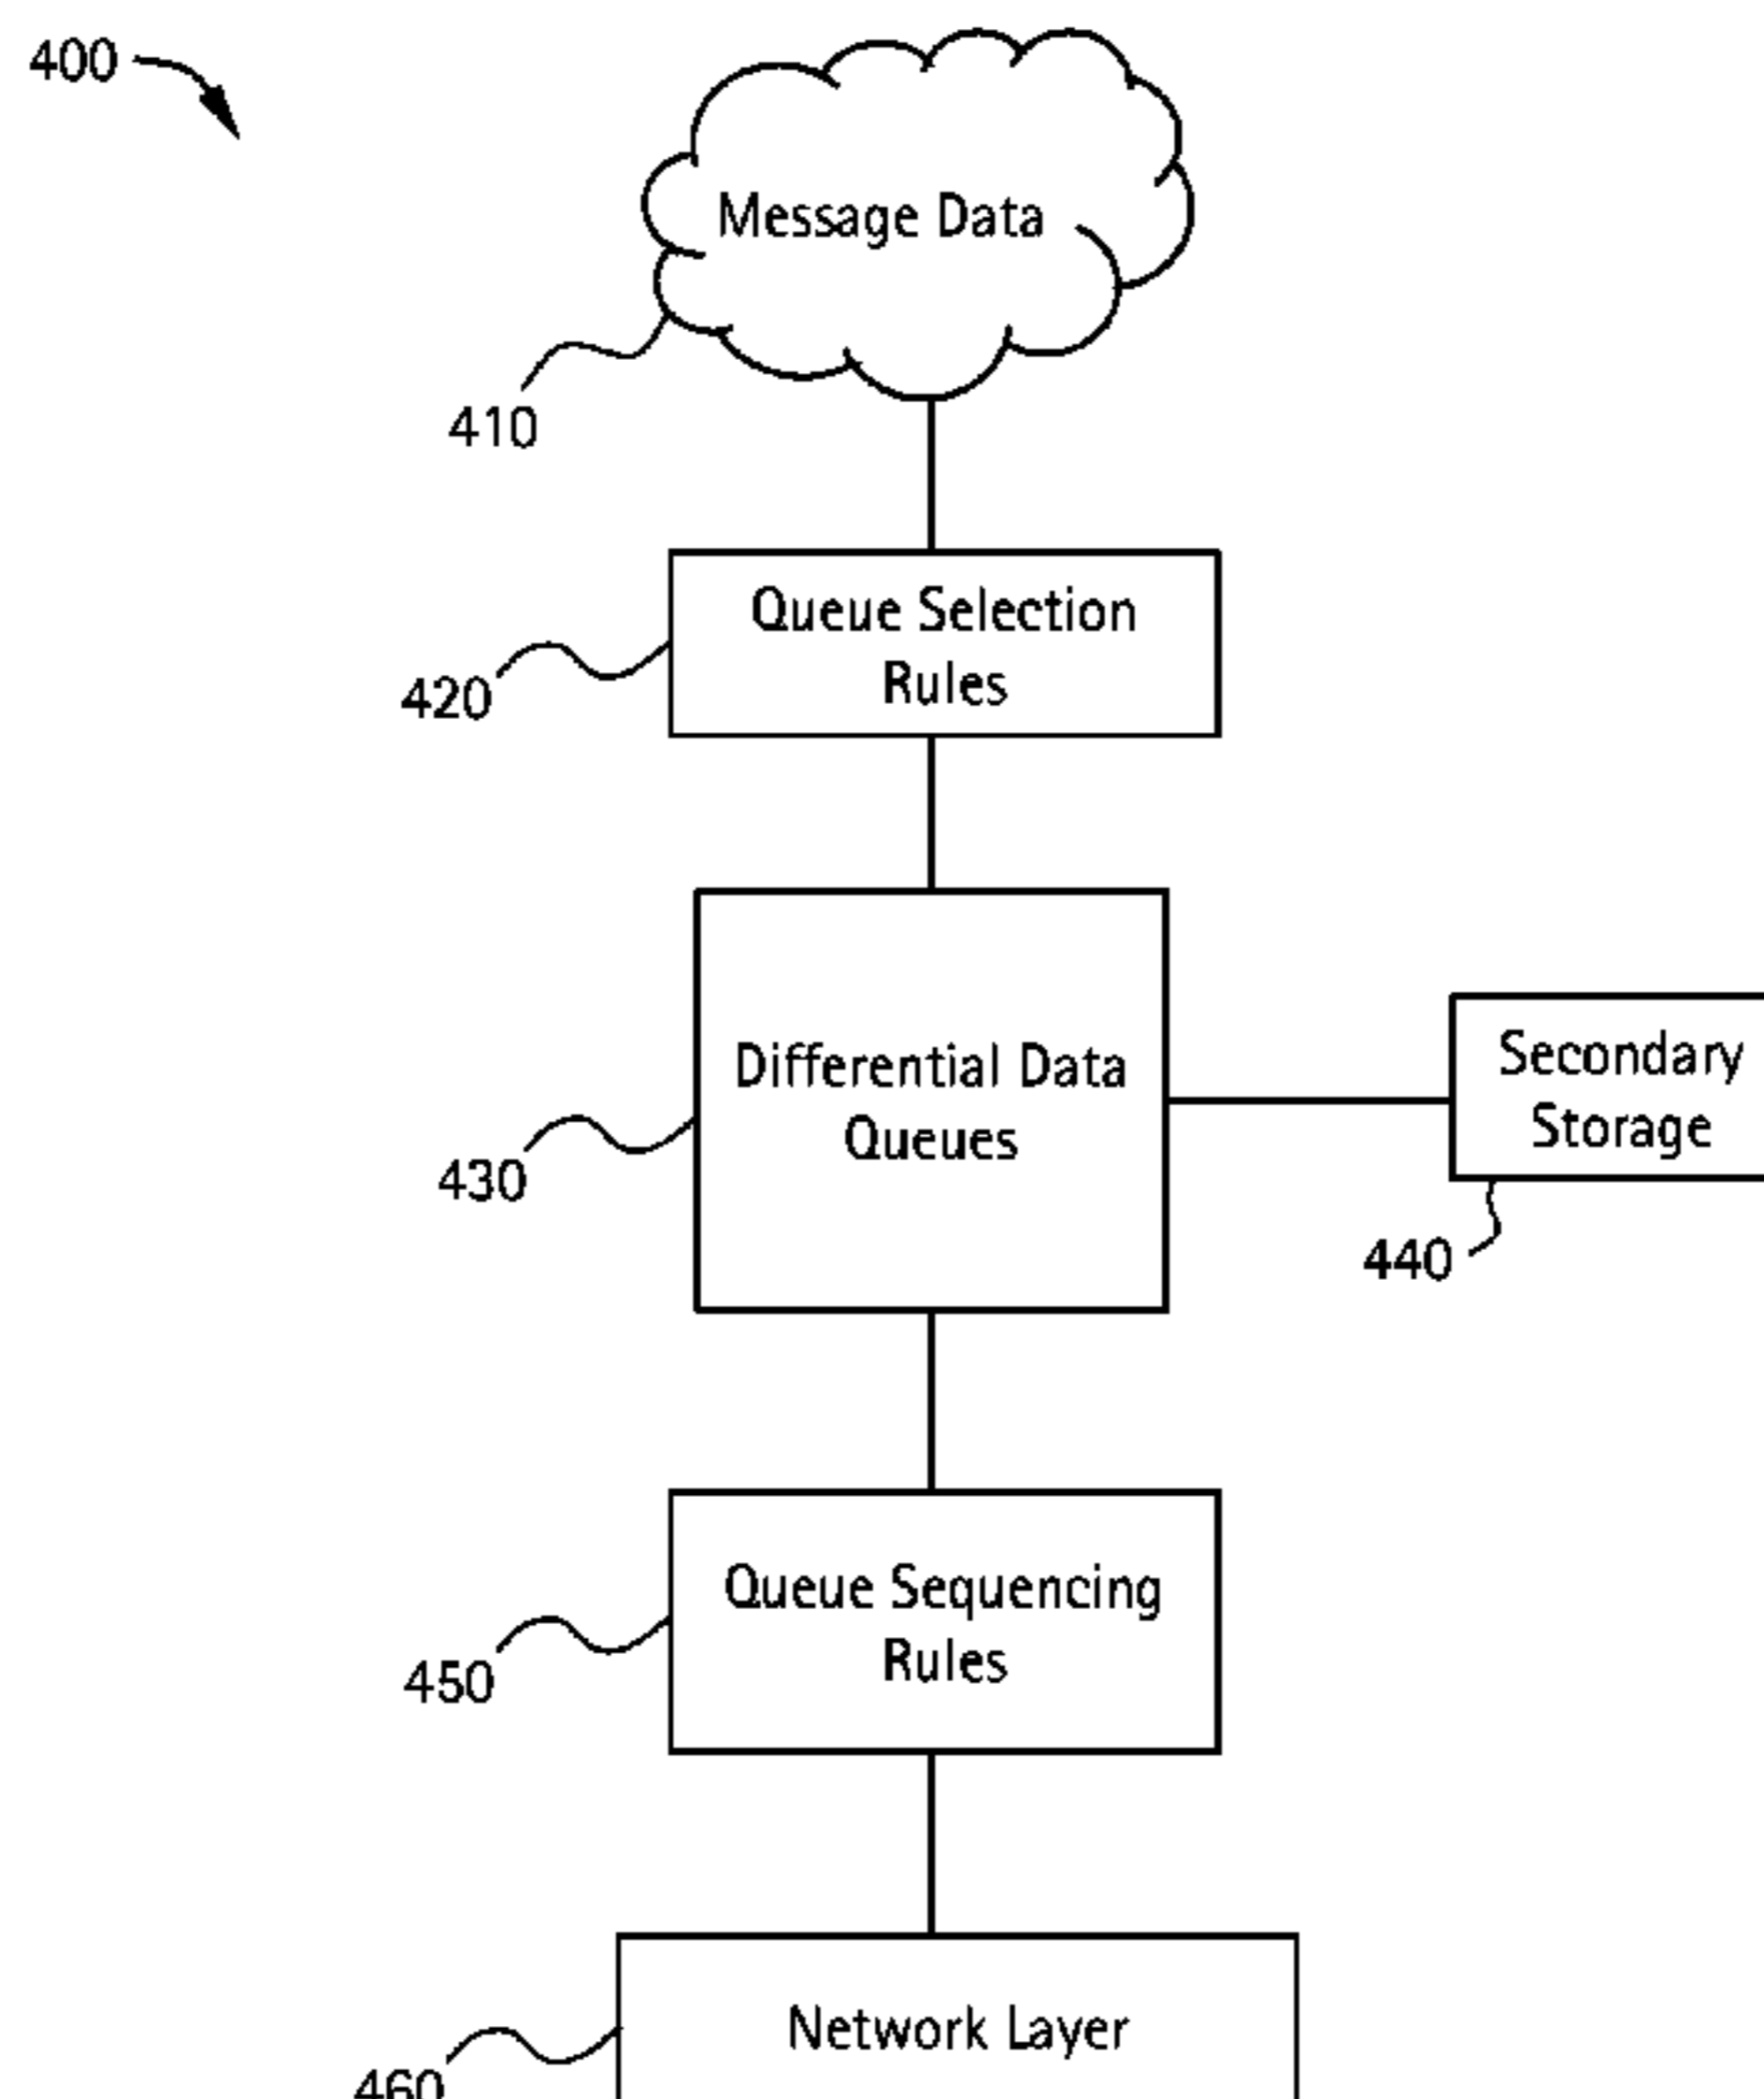 400
Message Data
410
Queue Selection
Rules
420
Differential Data
Queues
430
Secondary
Storage
440
Queue Sequencing
Rules
450
Network Layer
460